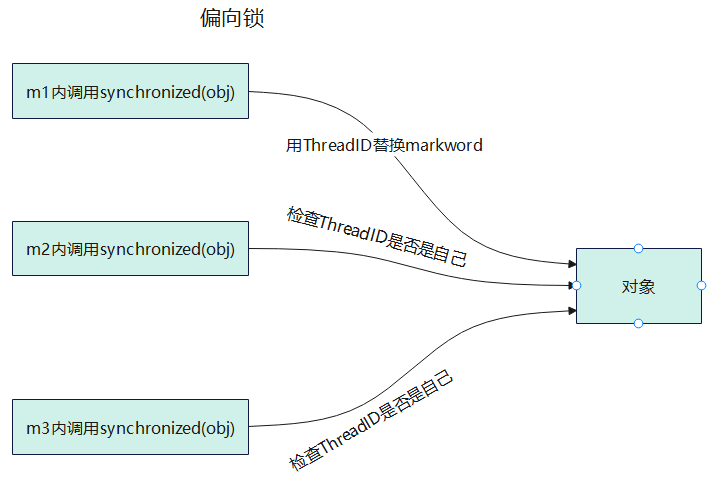 偏向锁
m1内调用synchronized(obj)
用ThreadID替换markword
检查ThreadID是否是自己
m2内调用synchronized(obj)
对象
检查ThreadID是否是自己
m3内调用synchronized(obj)